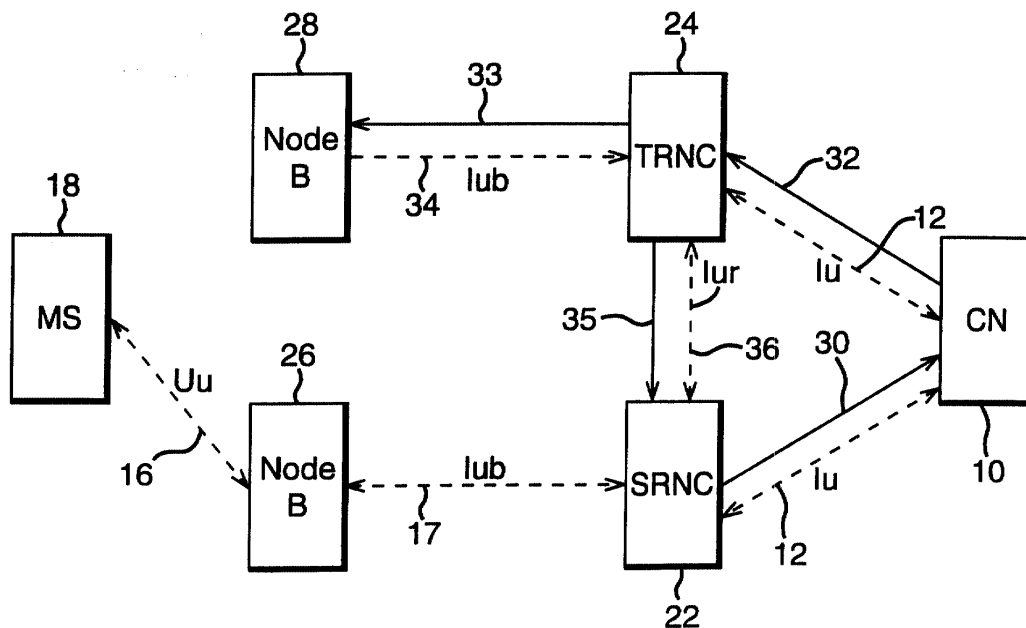 28
24
33
Node
B
TRNC
32
34
Iub
18
12
Iur
Iu
MS
35
CN
36
30
26
Uu
16
Node
B
Iub
SRNC
Iu
10
17
12
22